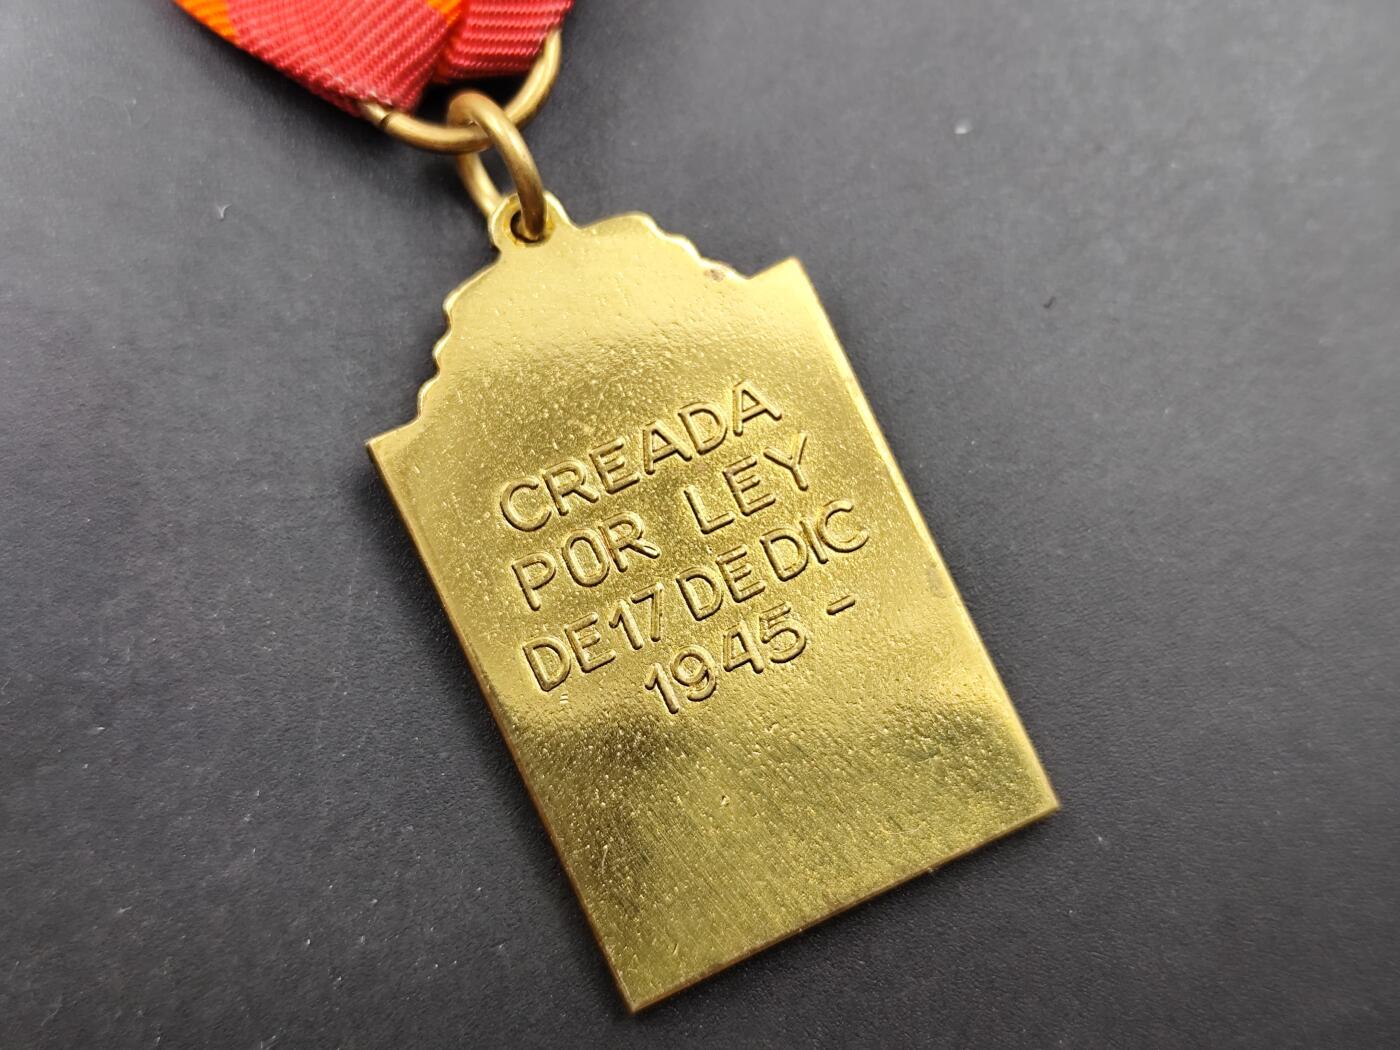 CREADA
POR LEY
DE 17 DE DIC
1945 -